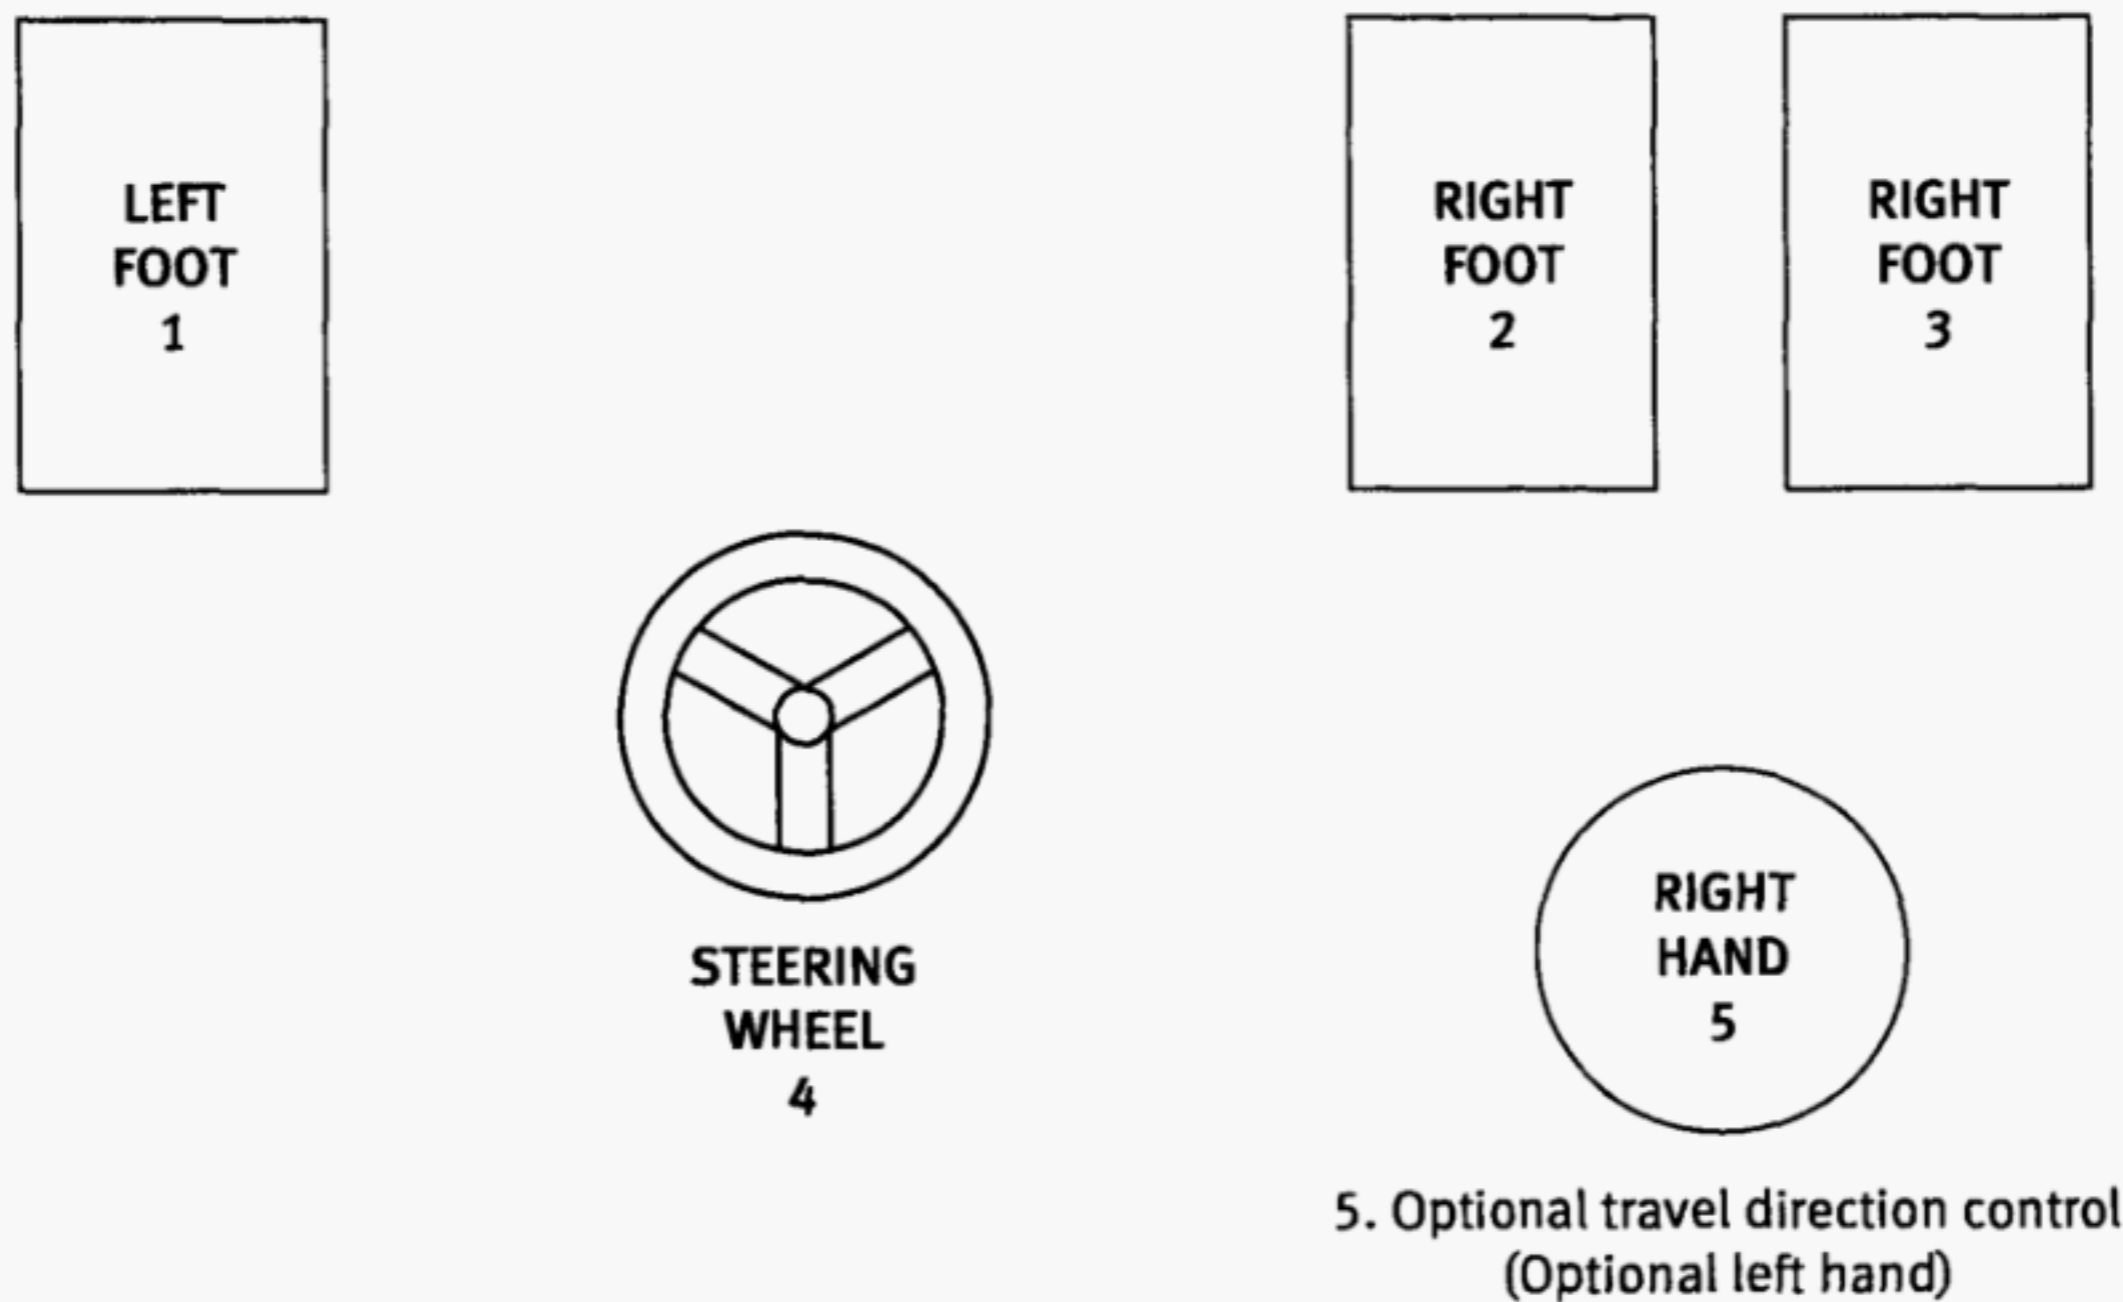 LEFT
FOOT
1
RIGHT
FOOT
2
RIGHT
FOOT
3
STEERING
WHEEL
4
RIGHT
HAND
5
5. Optional travel direction control
(Optional left hand)